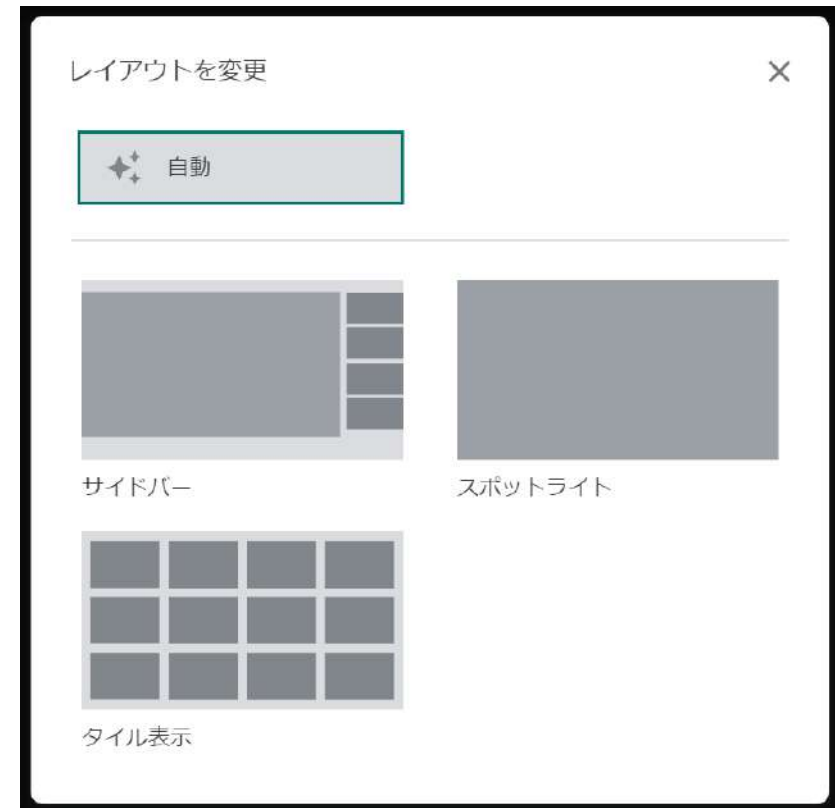 レイアウトを変更
自動
サイドバー
スポットライト
タイル表示